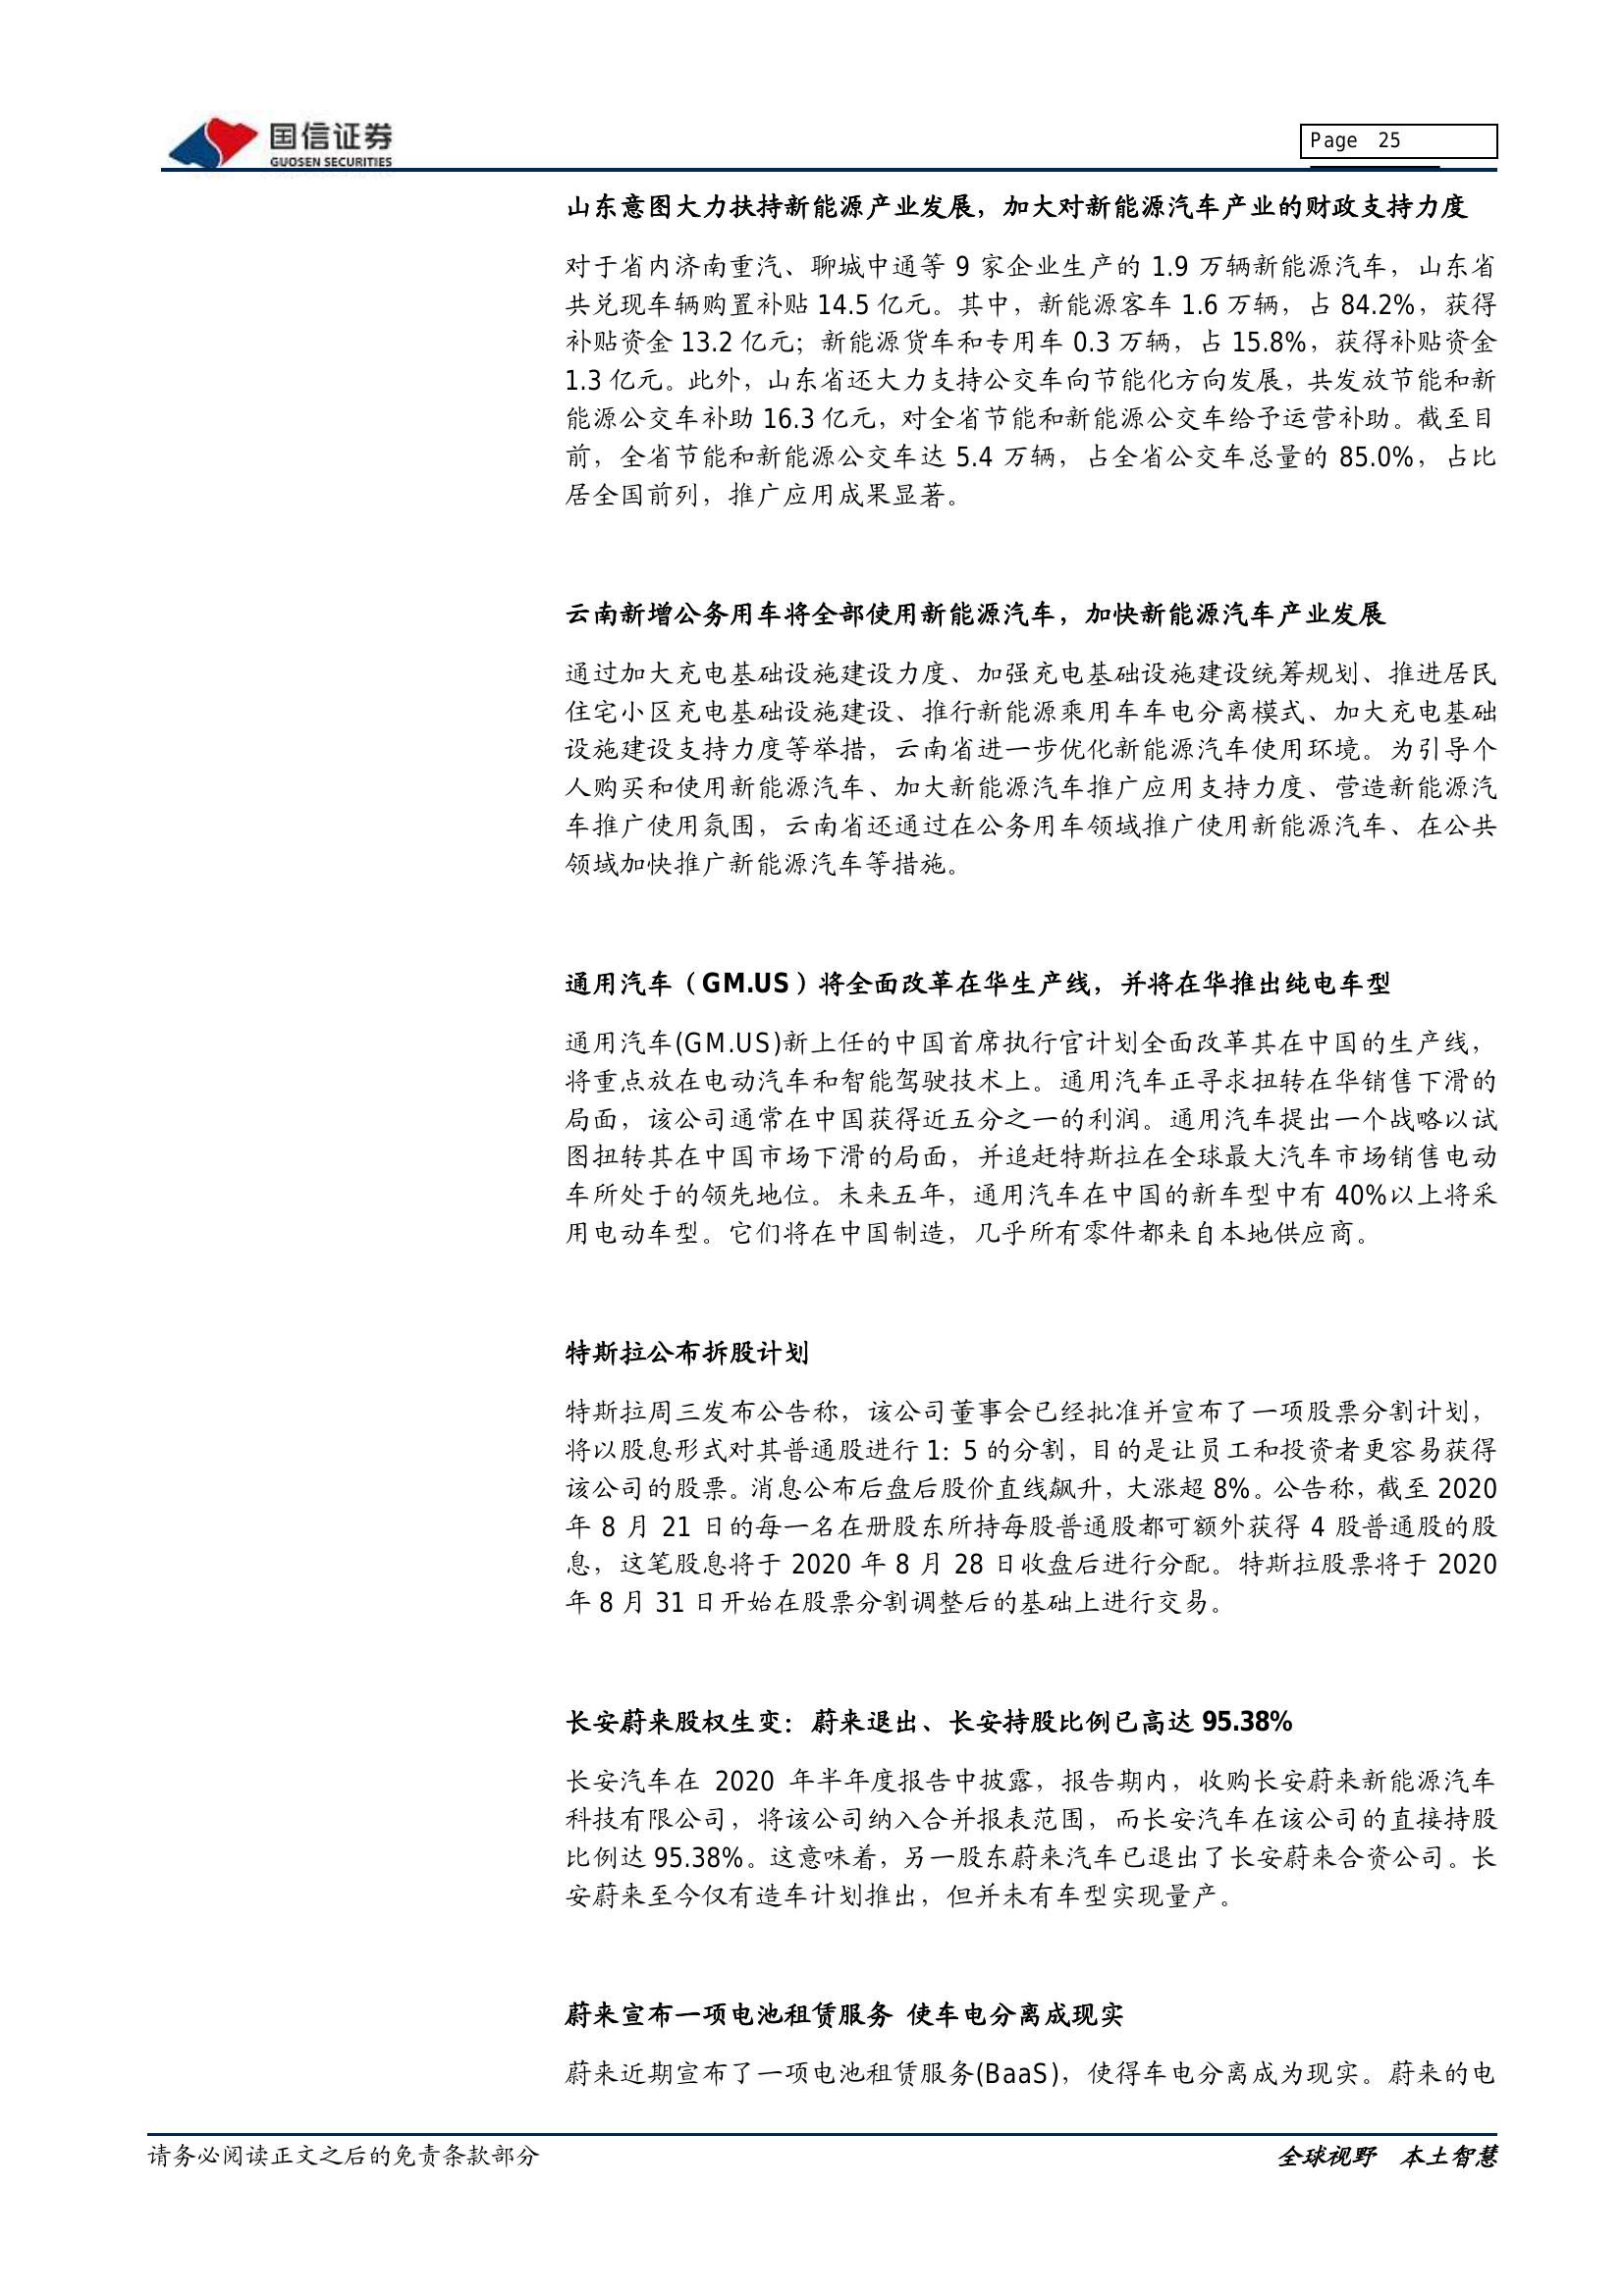 国信证券
GUOSEN SECURITIES
Page 25
山东意图大力扶持新能源产业发展，加大对新能源汽车产业的财政支持力度
对于省内济南重汽、聊城中通等 9 家企业生产的 1.9 万辆新能源汽车，山东省
共兑现车辆购置补贴 14.5 亿元。其中，新能源客车 1.6 万辆，占 84.2%，获得
补贴资金 13.2 亿元；新能源货车和专用车 0.3 万辆，占 15.8%，获得补贴资金
1.3 亿元。此外，山东省还大力支持公交车向节能化方向发展，共发放节能和新
能源公交车补助 16.3 亿元，对全省节能和新能源公交车给予运营补助。截至目
前，全省节能和新能源公交车达 5.4 万辆，占全省公交车总量的 85.0%，占比
居全国前列，推广应用成果显著。
云南新增公务用车将全部使用新能源汽车，加快新能源汽车产业发展
通过加大充电基础设施建设力度、加强充电基础设施建设统筹规划、推进居民
住宅小区充电基础设施建设、推行新能源乘用车车电分离模式、加大充电基础
设施建设支持力度等举措，云南省进一步优化新能源汽车使用环境。为引导个
人购买和使用新能源汽车、加大新能源汽车推广应用支持力度、营造新能源汽
车推广使用氛围，云南省还通过在公务用车领域推广使用新能源汽车、在公共
领域加快推广新能源汽车等措施。
通用汽车（GM.US）将全面改革在华生产线，并将在华推出纯电车型
通用汽车(GM.US)新上任的中国首席执行官计划全面改革其在中国的生产线，
将重点放在电动汽车和智能驾驶技术上。通用汽车正寻求扭转在华销售下滑的
局面，该公司通常在中国获得近五分之一的利润。通用汽车提出一个战略以试
图扭转其在中国市场下滑的局面，并追赶特斯拉在全球最大汽车市场销售电动
车所处于的领先地位。未来五年，通用汽车在中国的新车型中有 40%以上将采
用电动车型。它们将在中国制造，几乎所有零件都来自本地供应商。
特斯拉公布拆股计划
特斯拉周三发布公告称，该公司董事会已经批准并宣布了一项股票分割计划，
将以股息形式对其普通股进行 1：5 的分割，目的是让员工和投资者更容易获得
该公司的股票。消息公布后盘后股价直线飙升，大涨超 8%。公告称，截至 2020
年 8 月 21 日的每一名在册股东所持每股普通股都可额外获得 4 股普通股的股
息，这笔股息将于 2020 年 8 月 28 日收盘后进行分配。特斯拉股票将于 2020
年 8 月 31 日开始在股票分割调整后的基础上进行交易。
长安蔚来股权生变：蔚来退出、长安持股比例已高达 95.38%
长安汽车在 2020 年半年度报告中披露，报告期内，收购长安蔚来新能源汽车
科技有限公司，将该公司纳入合并报表范围，而长安汽车在该公司的直接持股
比例达 95.38%。这意味着，另一股东蔚来汽车已退出了长安蔚来合资公司。长
安蔚来至今仅有造车计划推出，但并未有车型实现量产。
蔚来宣布一项电池租赁服务 使车电分离成现实
蔚来近期宣布了一项电池租赁服务(BaaS)，使得车电分离成为现实。蔚来的电
请务必阅读正文之后的免责条款部分
全球视野 本土智慧